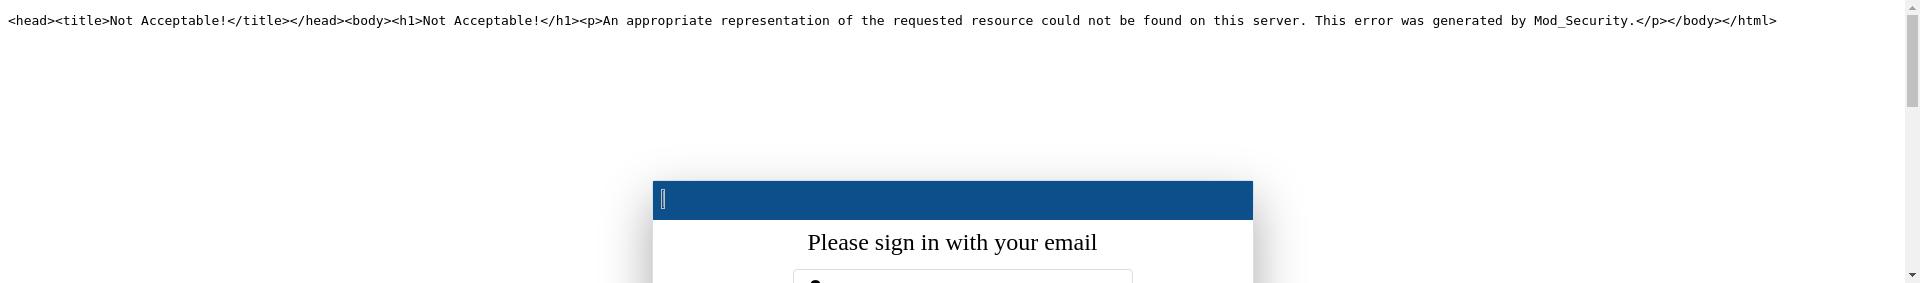 <head><title>Not Acceptable!</title></head><body><h1>Not Acceptable!</h1><p>An appropriate representation of the requested resource could not be found on this server. This error was generated by Mod_Security.</p></body></html>
Please sign in with your email